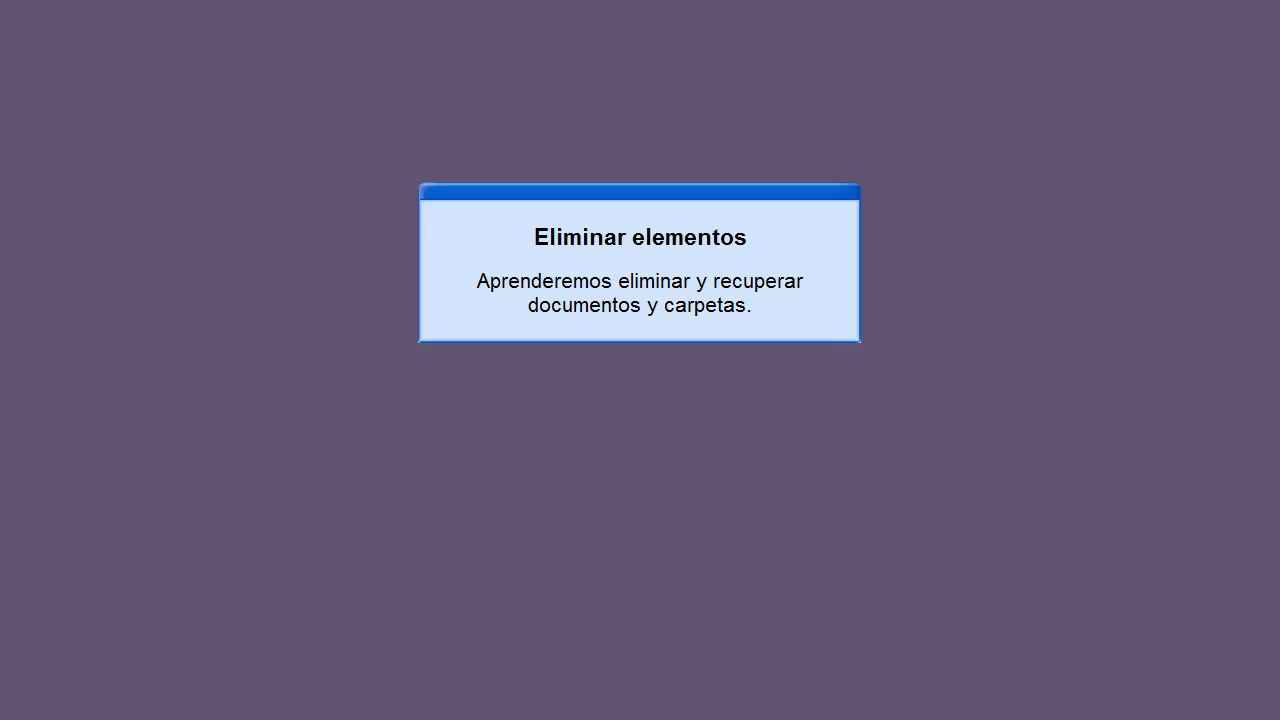 Eliminar elementos
Aprenderemos eliminar y recuperar
documentos y carpetas.